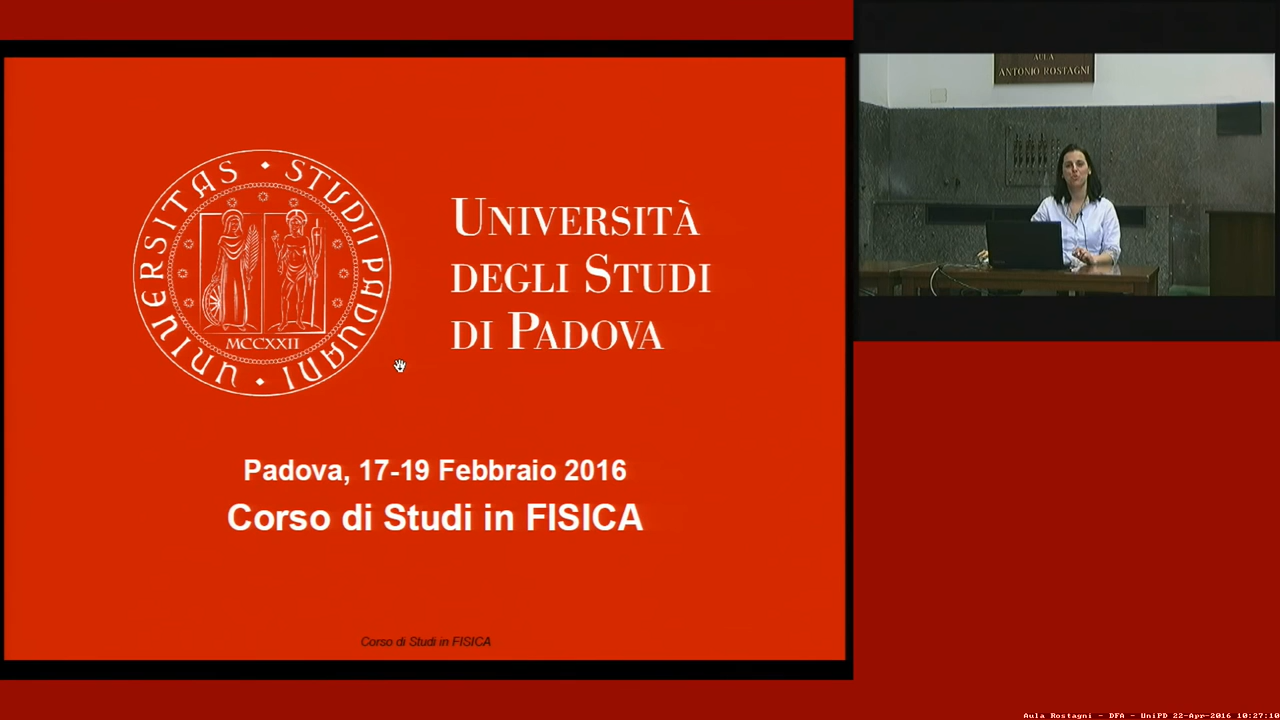 UNIVERSITAS • STUDII PADUANI •
MCCXXII
UNIVERSITÀ
DEGLI STUDI
DI PADOVA
Padova, 17-19 Febbraio 2016
Corso di Studi in FISICA
Corso di Studi in FISICA
AULA
ANTONIO ROSTAGNI
Aula Rostagni - DFA - UniPD 22-Apr-2016 10:27:10